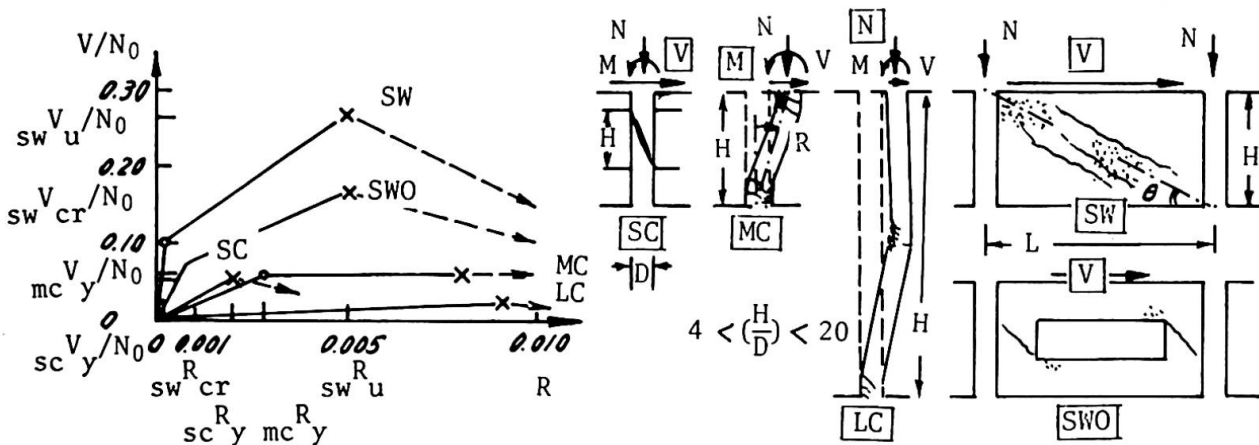 V/N₀
0.30
swVu/N₀
0.20
swVcr/N₀
0.10
mcVy/N₀
0
scVy/N₀
SW
SWO
SC
MC
LC
0 0.001 0.005 0.010
swRcr swRu R
scRy mcRy
N
M V
H
SC
D
N
M V
H R
MC
4 < (H/D) < 20
N
M V
H
LC
N V N
H
θ
SW
L
V
SWO